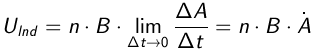 U_{Ind} = n · B · lim_{Δt→0} ΔA/Δt = n · B · Ȧ